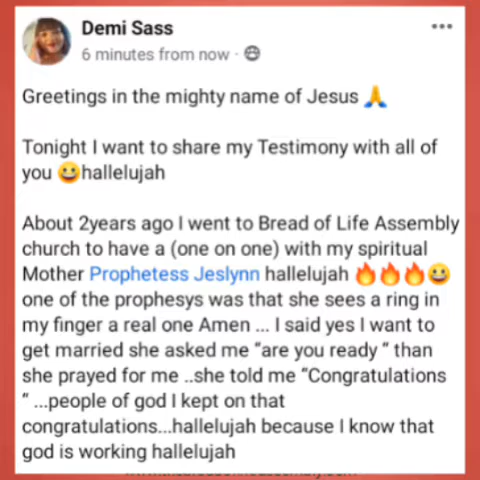 Demi Sass
6 minutes from now ·
Greetings in the mighty name of Jesus 🙏
Tonight I want to share my Testimony with all of
you 😀hallelujah
About 2years ago I went to Bread of Life Assembly
church to have a (one on one) with my spiritual
Mother Prophetess Jeslynn hallelujah 🔥🔥🔥😀
one of the prophesys was that she sees a ring in
my finger a real one Amen ... I said yes I want to
get married she asked me “are you ready “ than
she prayed for me ..she told me “Congratulations
“ ...people of god I kept on that
congratulations...hallelujah because I know that
god is working hallelujah